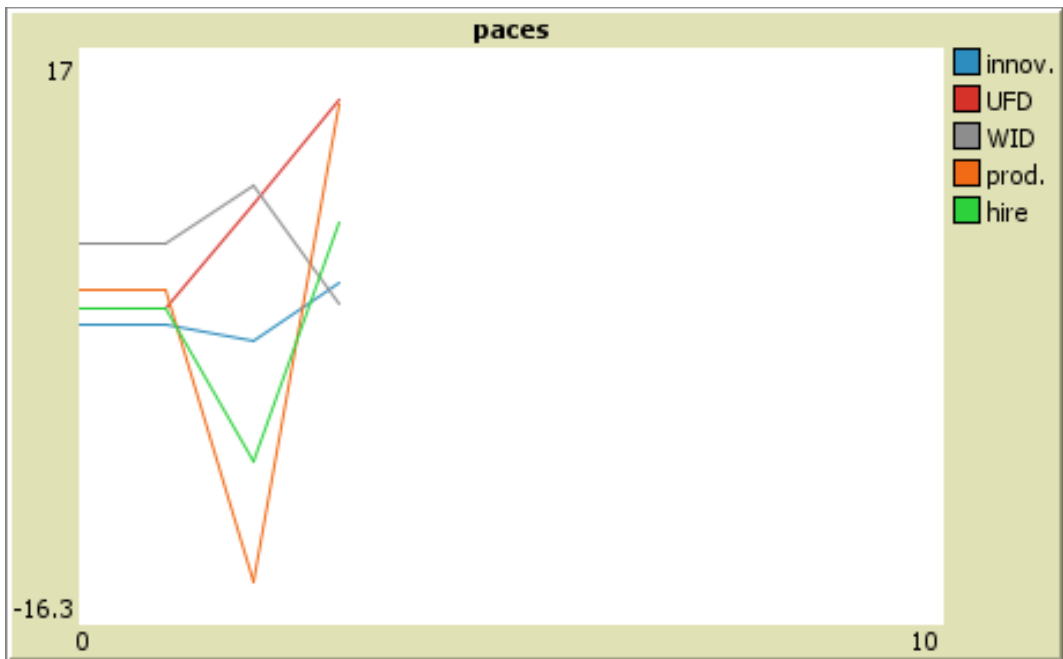 paces
17
-16.3
0
10
innov.
UFD
WID
prod.
hire